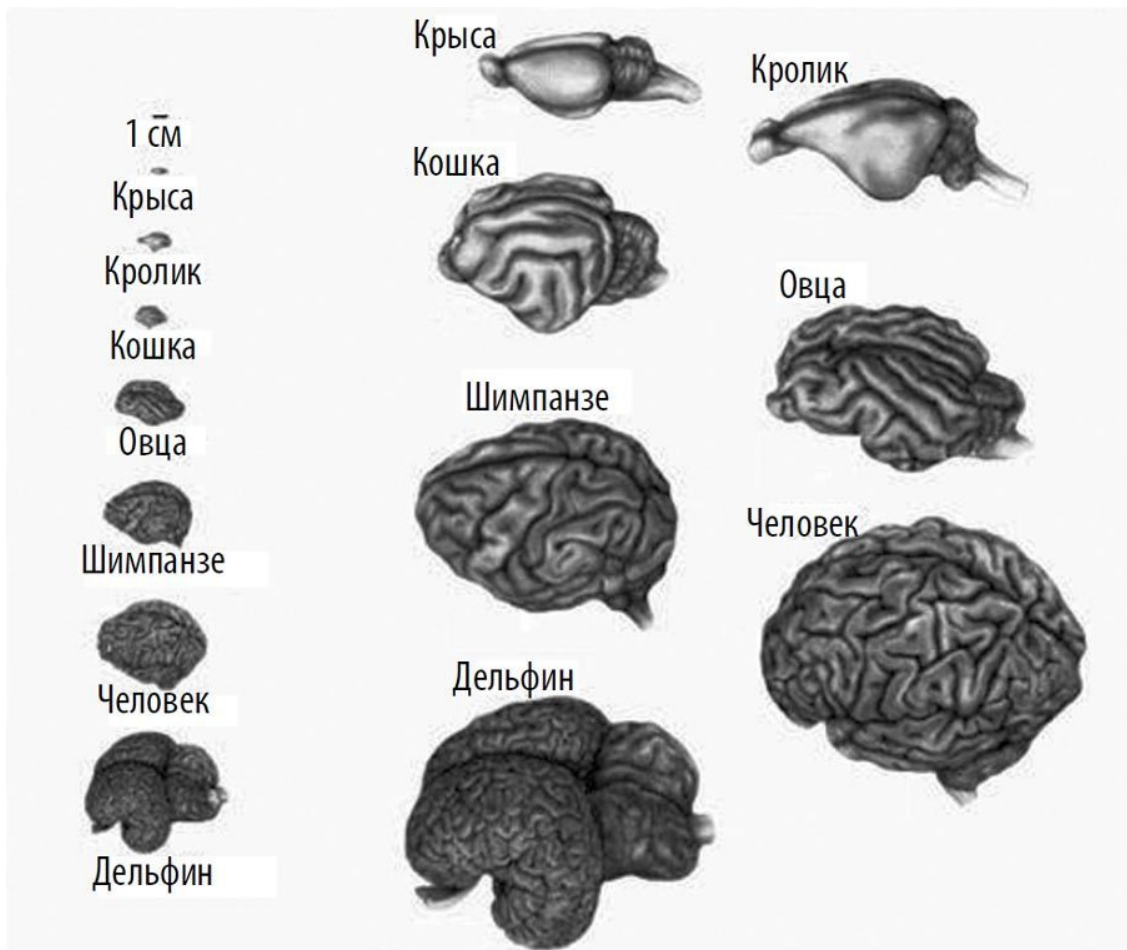 1 см
Крыса
Кролик
Кошка
Овца
Шимпанзе
Человек
Дельфин
Крыса
Кролик
Кошка
Овца
Шимпанзе
Человек
Дельфин